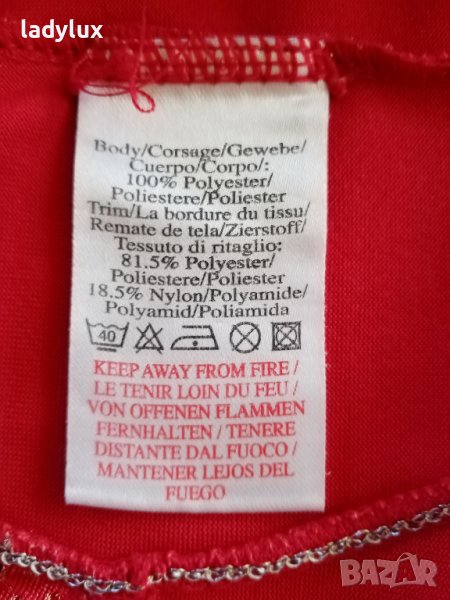 ladylux
Body/Corsage/Gewebe/
Cuerpo/Corpo/:
100% Polyester/
Poliestere/Poliester
Trim/La bordure du tissu/
Remate de tela/Zierstoff/
Tessuto di ritaglio:
81.5% Polyester/
Poliestere/Poliester
18.5% Nylon/Polyamide/
Polyamid/Poliamida
40
KEEP AWAY FROM FIRE /
LE TENIR LOIN DU FEU /
VON OFFENEN FLAMMEN
FERNHALTEN / TENERE
DISTANTE DAL FUOCO /
MANTENER LEJOS DEL
FUEGO
BAZAR